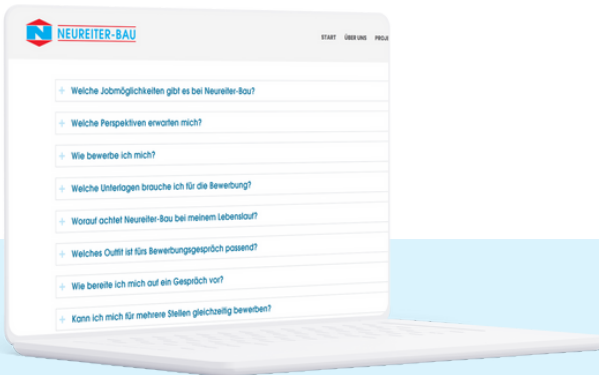 N NEUREITER-BAU
START ÜBER UNS PROJE
Welche Jobmöglichkeiten gibt es bei Neureiter-Bau?
Welche Perspektiven erwarten mich?
Wie bewerbe ich mich?
Welche Unterlagen brauche ich für die Bewerbung?
Worauf achtet Neureiter-Bau bei meinem Lebenslauf?
Welches Outfit ist fürs Bewerbungsgespräch passend?
Wie bereite ich mich auf ein Gespräch vor?
Kann ich mich für mehrere Stellen gleichzeitig bewerben?